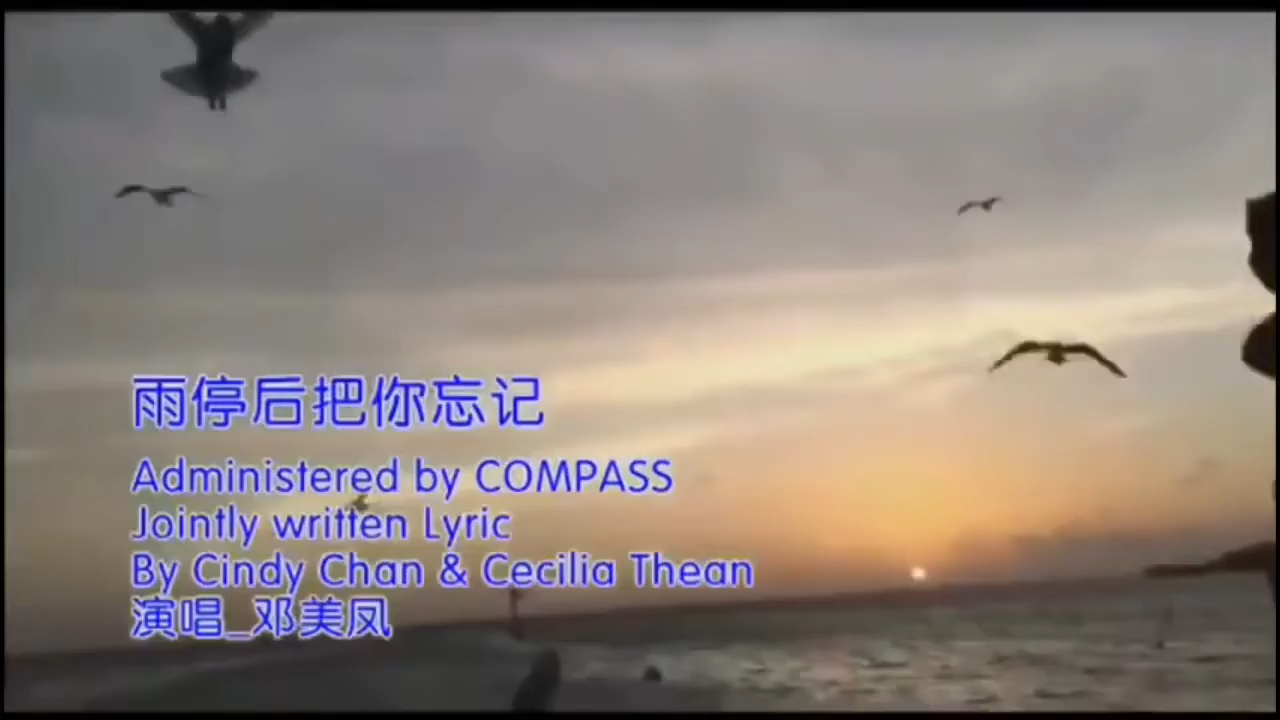 雨停后把你忘记
Administered by COMPASS
Jointly written Lyric
By Cindy Chan & Cecilia Thean
演唱_邓美凤